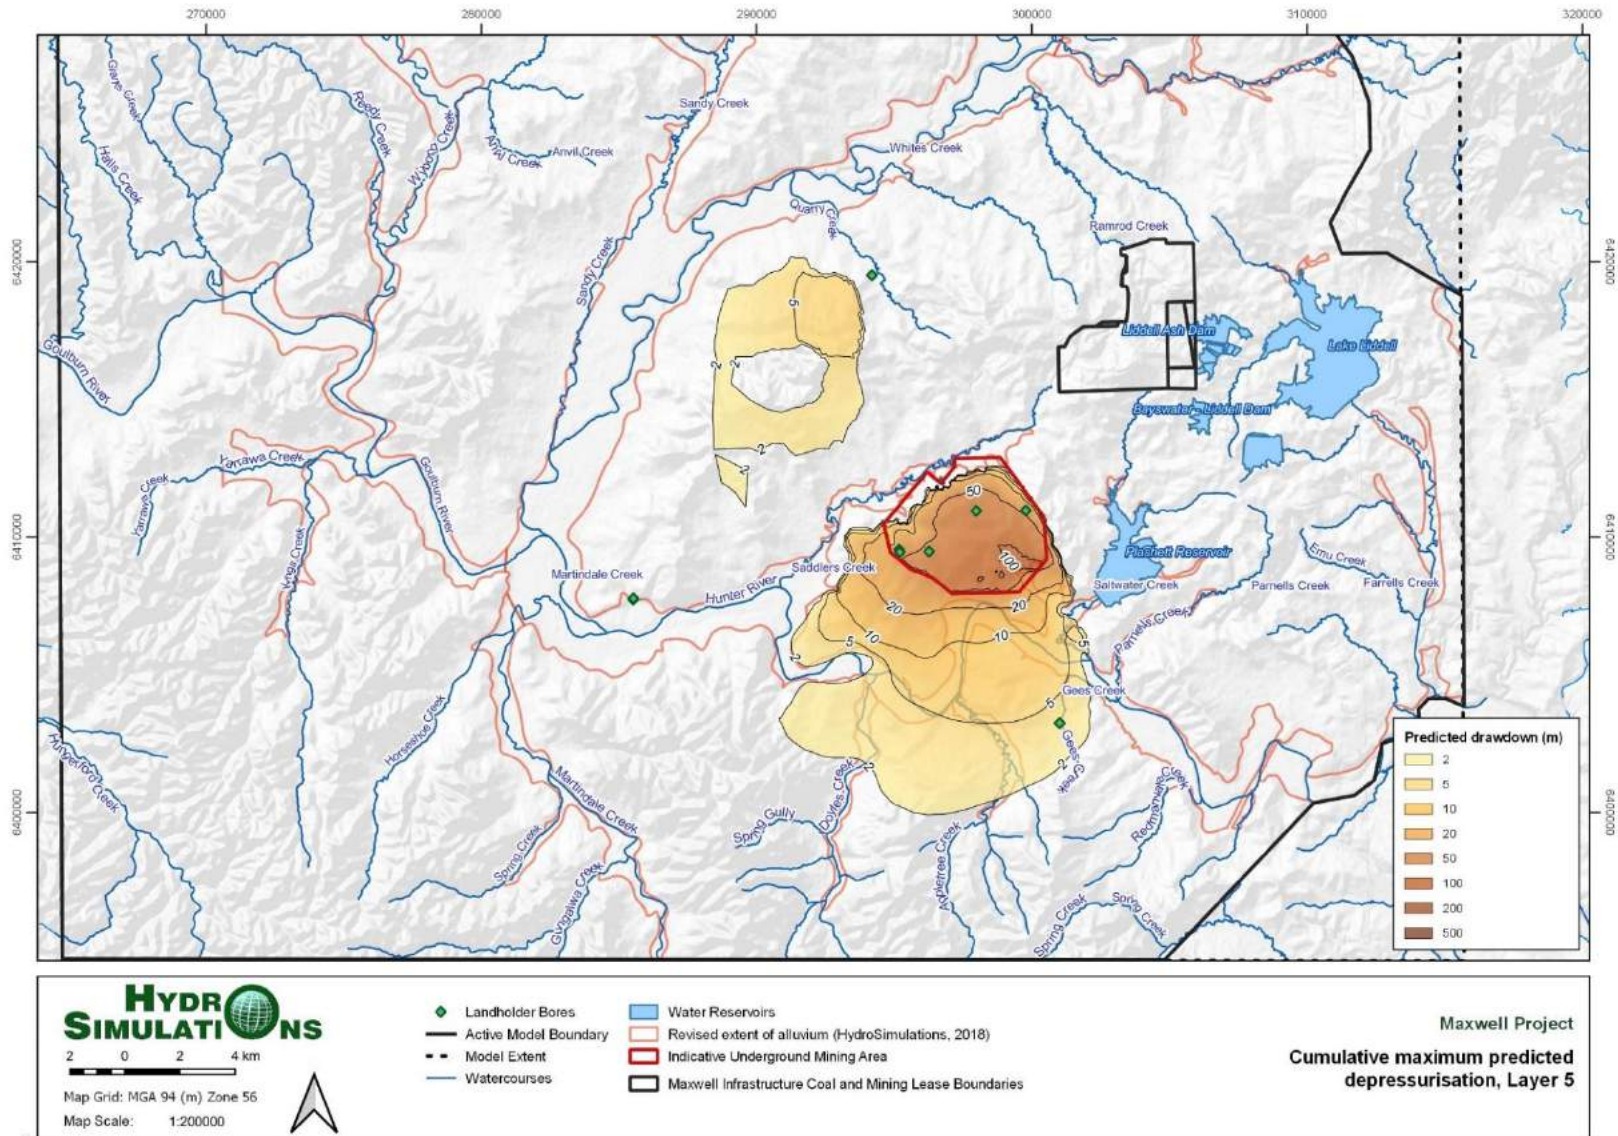 270000
280000
290000
300000
310000
320000
Giants Creek
Halls Creek
Reedy Creek
Wybong Creek
Anvil Creek
Anvil Creek
Sandy Creek
Whites Creek
Quarry Creek
Ramrod Creek
6420000
6420000
Sandy Creek
5
Liddell Ash Dam
Lake Liddell
Goulburn River
2
2
Bayswater - Liddell Dam
2
2
Yarrawa Creek
Yarrawa Creek
Goulburn River
50
6410000
6410000
Plashett Reservoir
Emu Creek
100
Martindale Creek
Saddlers Creek
Saltwater Creek
Parnells Creek
Farrells Creek
Hunter River
20
20
Parnells Creek
5
10
10
5
2
Gees Creek
5
Horseshoe Creek
Gees Creek
2
2
Hungerford Creek
Martindale Creek
Doyles Creek
Redmanvale Creek
6400000
6400000
Spring Gully
Spring Creek
Appletree Creek
Gungalwa Creek
Spring Creek
Spring Creek
Predicted drawdown (m)
2
5
10
20
50
100
200
500
HYDRO
SIMULATIONS
2 0 2 4 km
Map Grid: MGA 94 (m) Zone 56
Map Scale: 1:200000
Landholder Bores
Active Model Boundary
Model Extent
Watercourses
Water Reservoirs
Revised extent of alluvium (HydroSimulations, 2018)
Indicative Underground Mining Area
Maxwell Infrastructure Coal and Mining Lease Boundaries
Maxwell Project
Cumulative maximum predicted
depressurisation, Layer 5